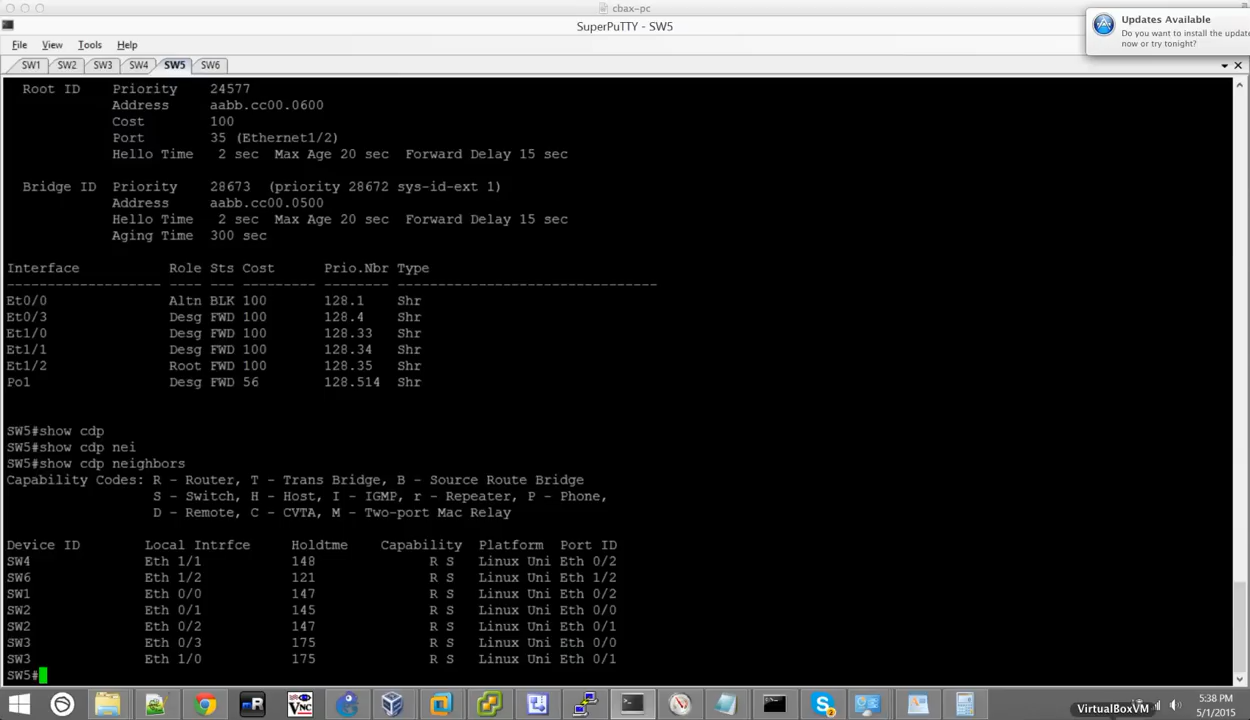 cbax-pc
SuperPuTTY - SW5
Updates Available
Do you want to install the update
now or try tonight?
File View Tools Help
SW1 SW2 SW3 SW4 SW5 SW6
Root ID Priority 24577
Address aabb.cc00.0600
Cost 100
Port 35 (Ethernet1/2)
Hello Time 2 sec Max Age 20 sec Forward Delay 15 sec
Bridge ID Priority 28673 (priority 28672 sys-id-ext 1)
Address aabb.cc00.0500
Hello Time 2 sec Max Age 20 sec Forward Delay 15 sec
Aging Time 300 sec
Interface Role Sts Cost Prio.Nbr Type
------------------- ---- --- --------- -------- --------------------------------
Et0/0 Altn BLK 100 128.1 Shr
Et0/3 Desg FWD 100 128.4 Shr
Et1/0 Desg FWD 100 128.33 Shr
Et1/1 Desg FWD 100 128.34 Shr
Et1/2 Root FWD 100 128.35 Shr
Po1 Desg FWD 56 128.514 Shr
SW5#show cdp
SW5#show cdp nei
SW5#show cdp neighbors
Capability Codes: R - Router, T - Trans Bridge, B - Source Route Bridge
S - Switch, H - Host, I - IGMP, r - Repeater, P - Phone,
D - Remote, C - CVTA, M - Two-port Mac Relay
Device ID Local Intrfce Holdtme Capability Platform Port ID
SW4 Eth 1/1 148 R S Linux Uni Eth 0/2
SW6 Eth 1/2 121 R S Linux Uni Eth 1/2
SW1 Eth 0/0 147 R S Linux Uni Eth 0/2
SW2 Eth 0/1 145 R S Linux Uni Eth 0/0
SW2 Eth 0/2 147 R S Linux Uni Eth 0/1
SW3 Eth 0/3 175 R S Linux Uni Eth 0/0
SW3 Eth 1/0 175 R S Linux Uni Eth 0/1
SW5#
mR
VNC
VirtualBoxVM
5:38 PM
5/1/2015